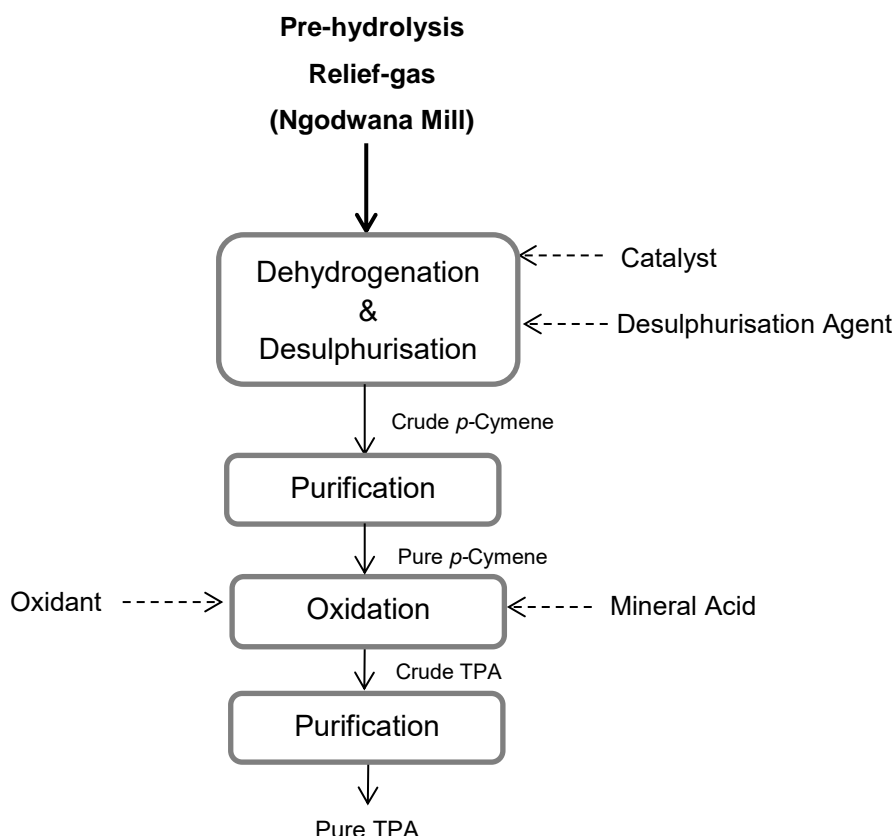 Pre-hydrolysis
Relief-gas
(Ngodwana Mill)
Dehydrogenation
&
Desulphurisation
Catalyst
Desulphurisation Agent
Crude p-Cymene
Purification
Pure p-Cymene
Oxidant
Oxidation
Mineral Acid
Crude TPA
Purification
Pure TPA